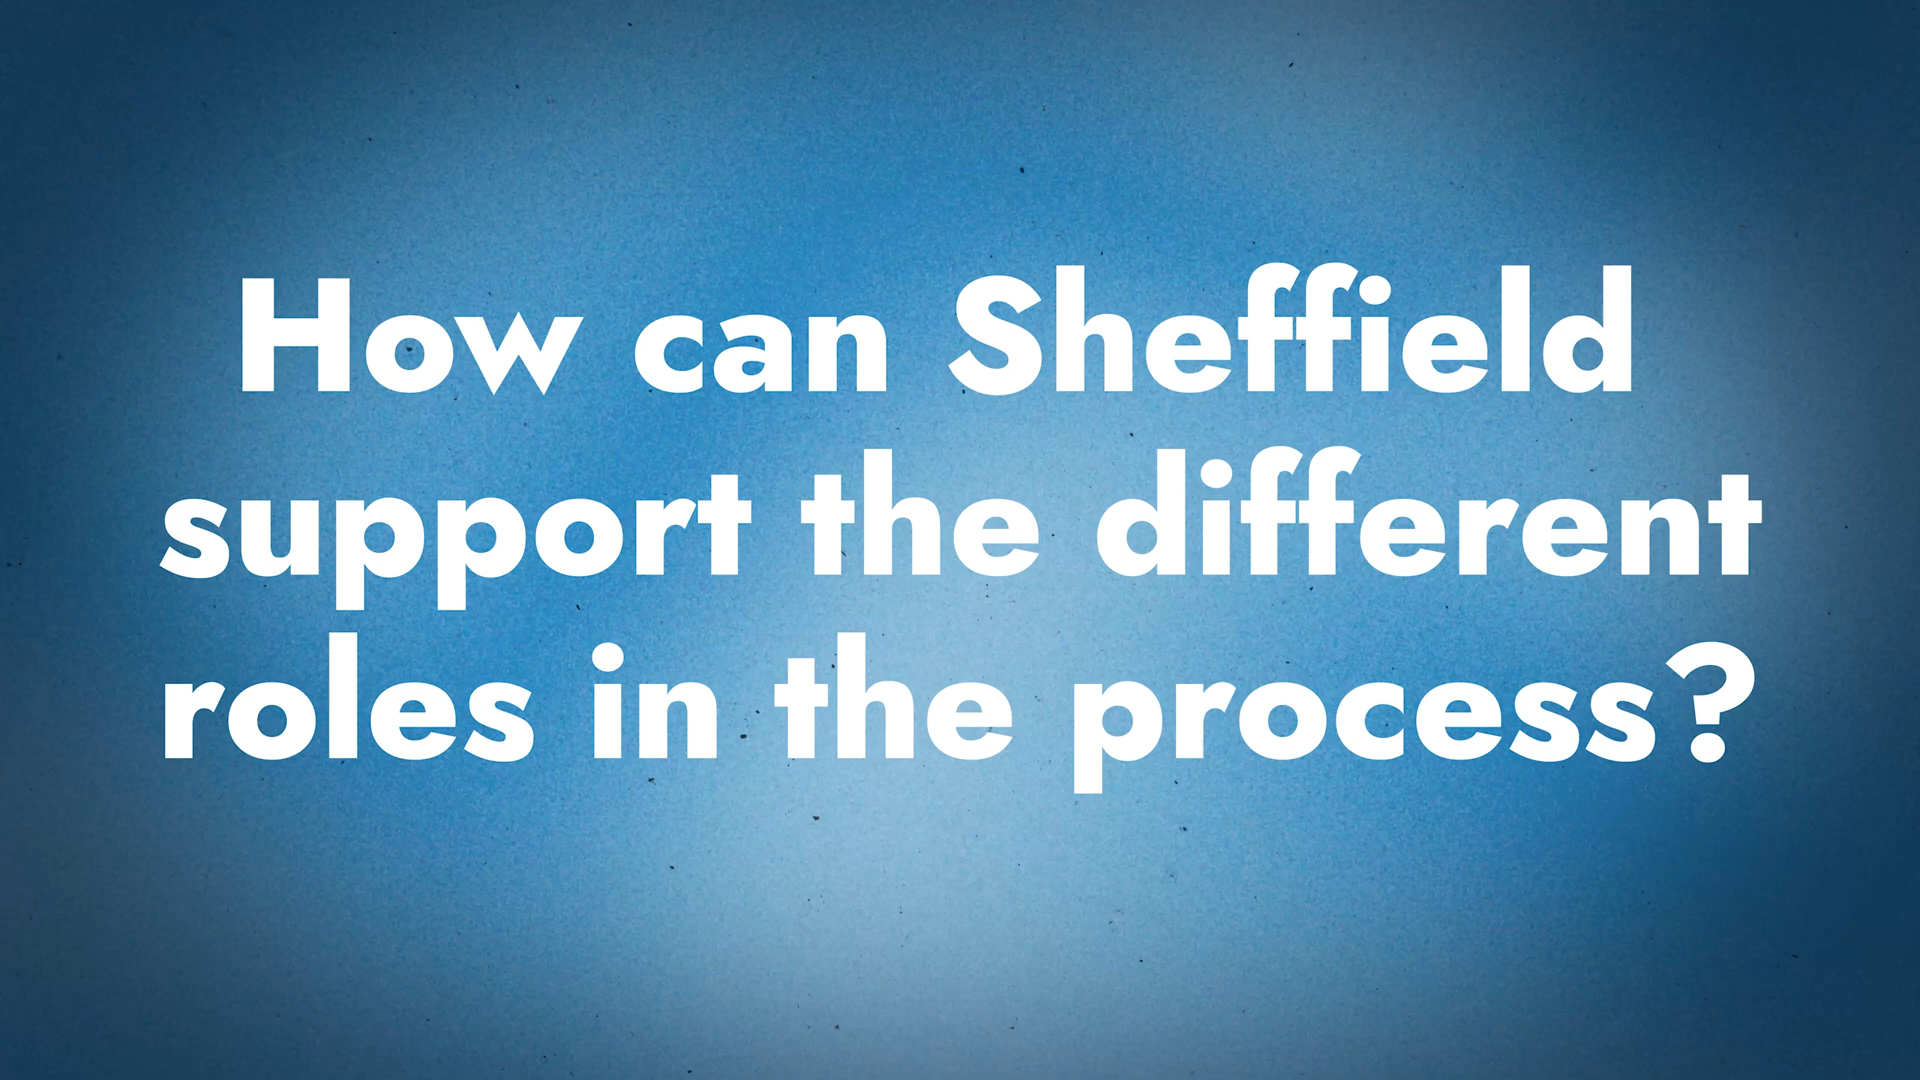 How can Sheffield
support the different
roles in the process?